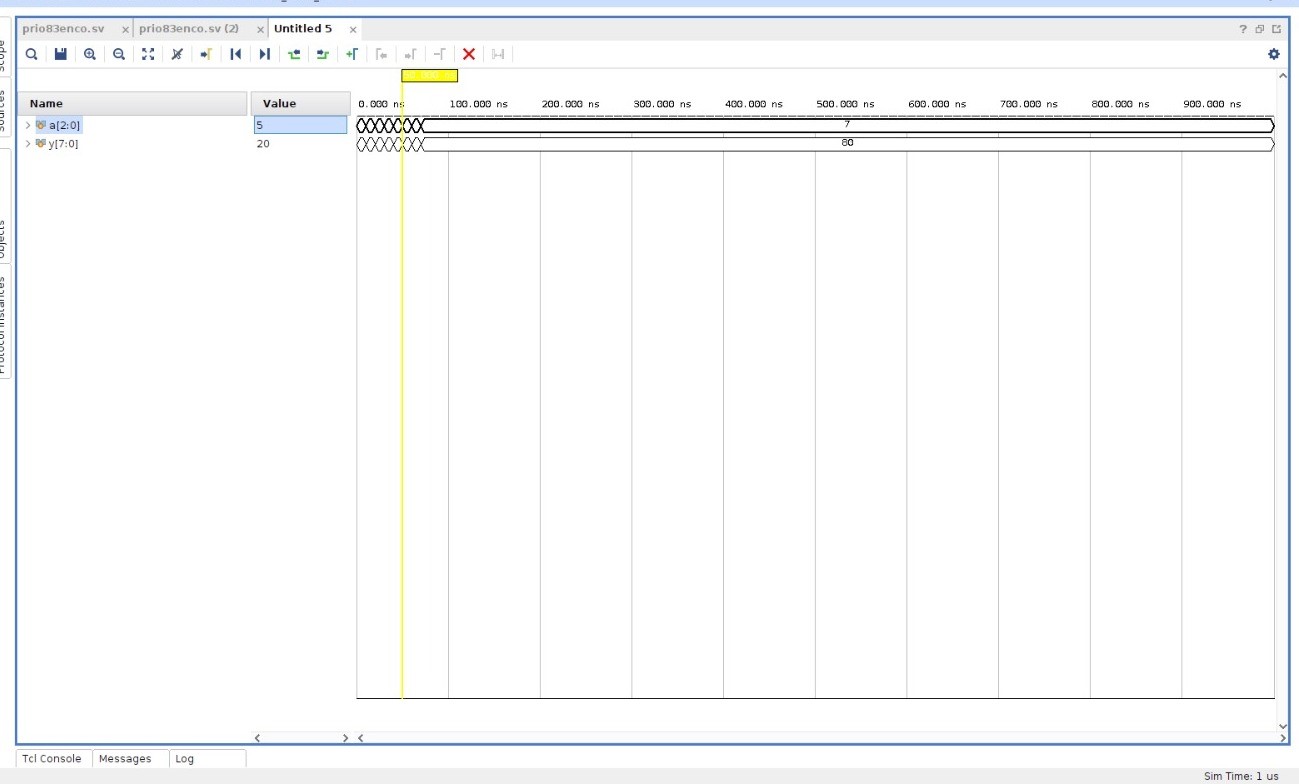 prio83enco.sv × prio83enco.sv (2) × Untitled 5 ×
?
Scope
Sources
Objects
Protocol Instances
Name Value
0.000 ns 100.000 ns 200.000 ns 300.000 ns 400.000 ns 500.000 ns 600.000 ns 700.000 ns 800.000 ns 900.000 ns
a[2:0] 5 7
y[7:0] 20 80
Tcl Console Messages Log
Sim Time: 1 us